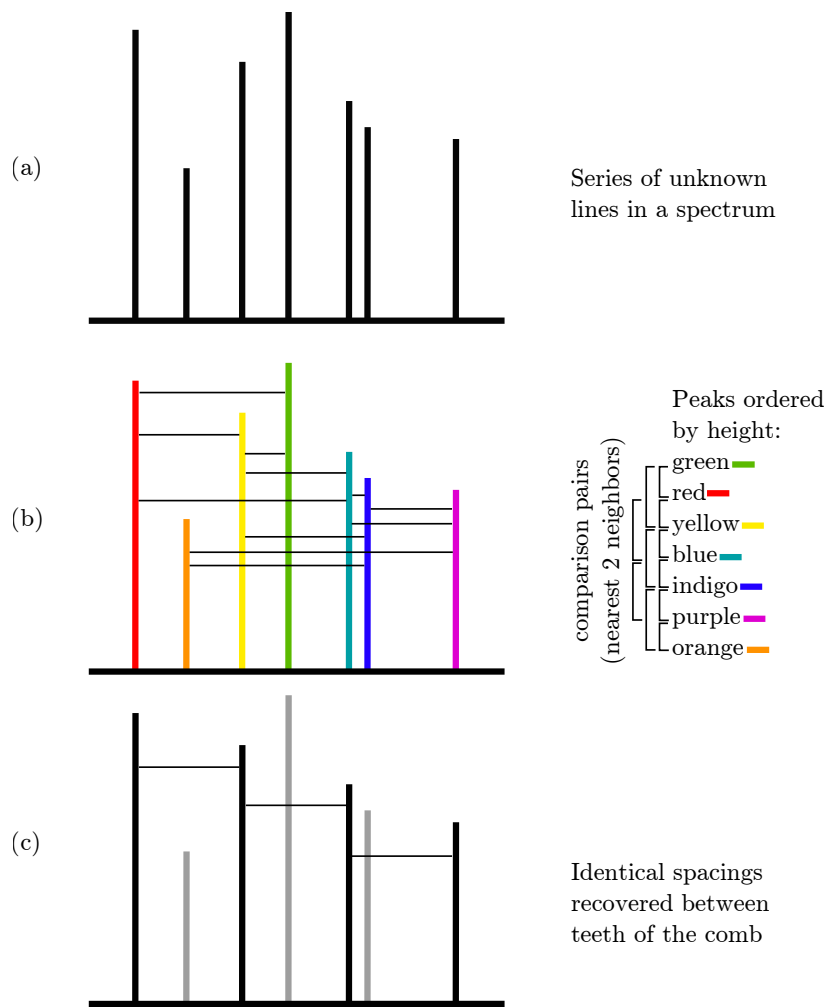 (a)
Series of unknown
lines in a spectrum
(b)
comparison pairs
(nearest 2 neighbors)
Peaks ordered
by height:
green
red
yellow
blue
indigo
purple
orange
(c)
Identical spacings
recovered between
teeth of the comb